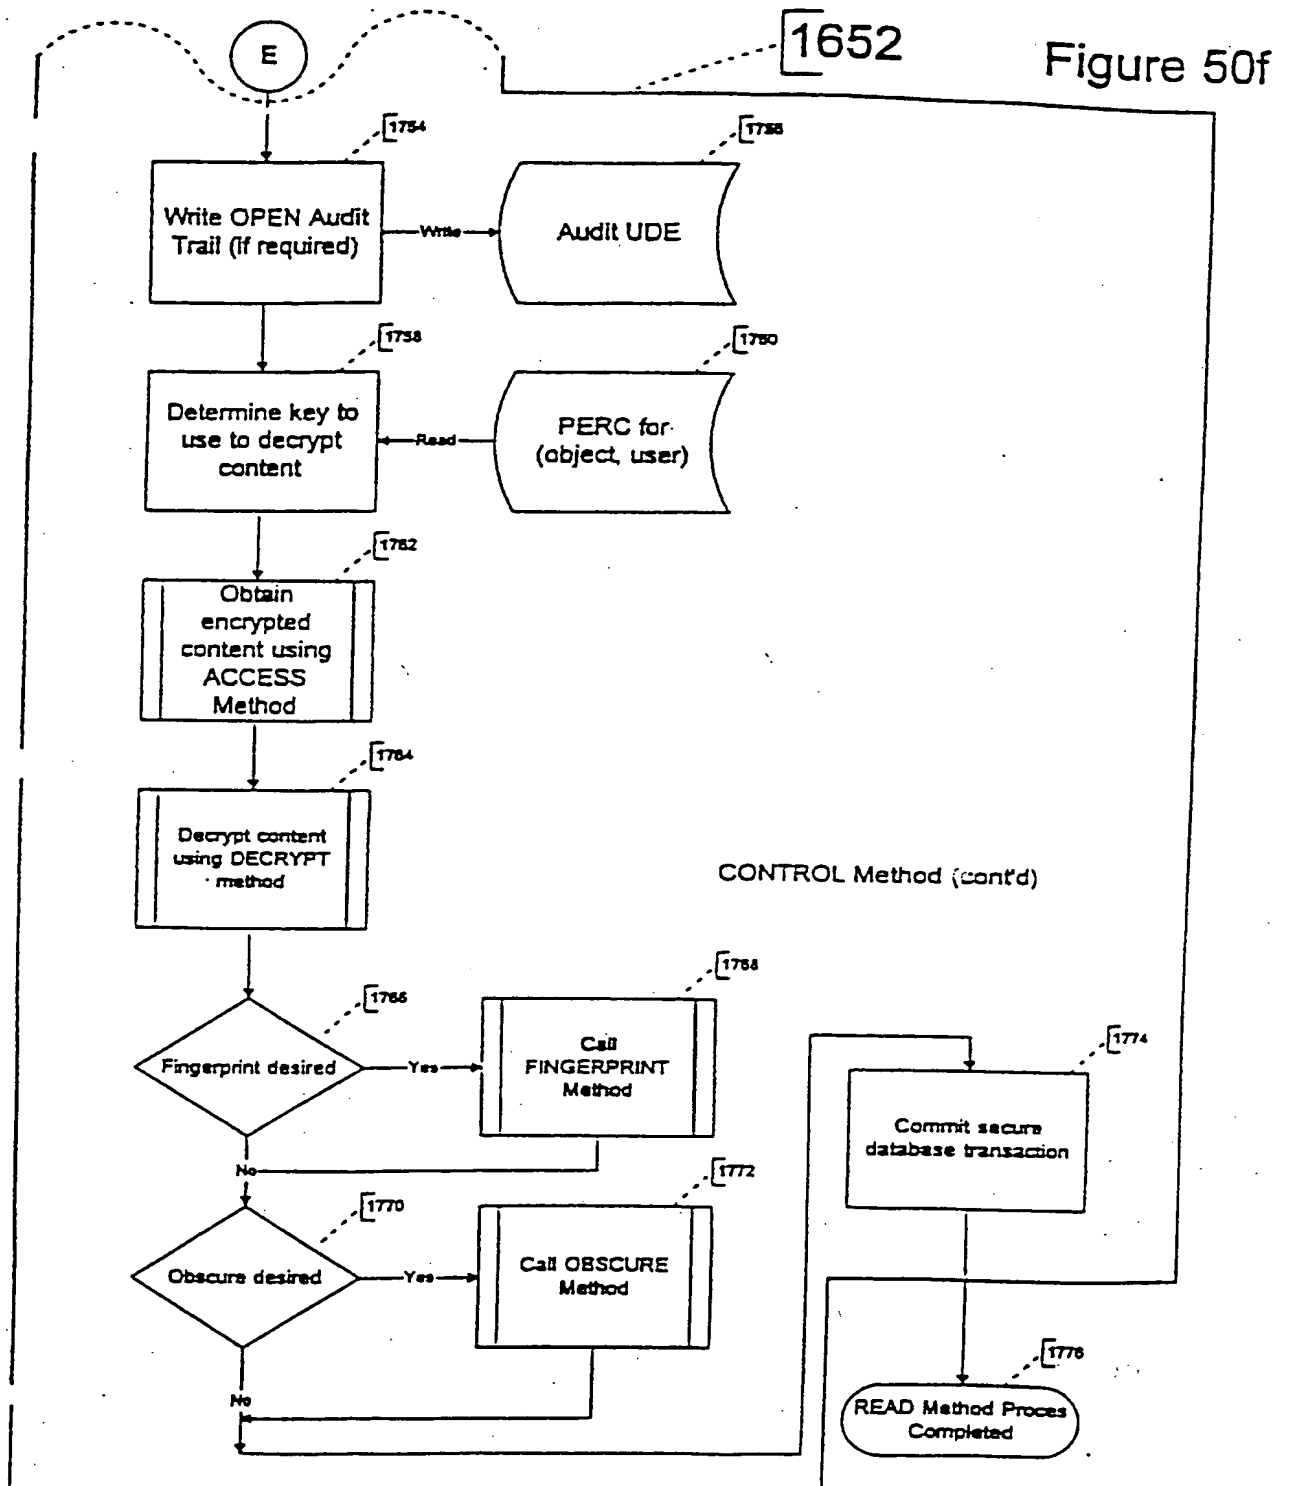 E
1652
Figure 50f
1754
Write OPEN Audit
Trail (if required)
Write
1756
Audit UDE
1758
Determine key to
use to decrypt
content
Read
1760
PERC for
(object, user)
1762
Obtain
encrypted
content using
ACCESS
Method
1764
Decrypt content
using DECRYPT
method
CONTROL Method (cont'd)
1766
Fingerprint desired
Yes
1768
Call
FINGERPRINT
Method
No
1770
Obscure desired
Yes
1772
Call OBSCURE
Method
No
1774
Commit secure
database transaction
1776
READ Method Proces
Completed